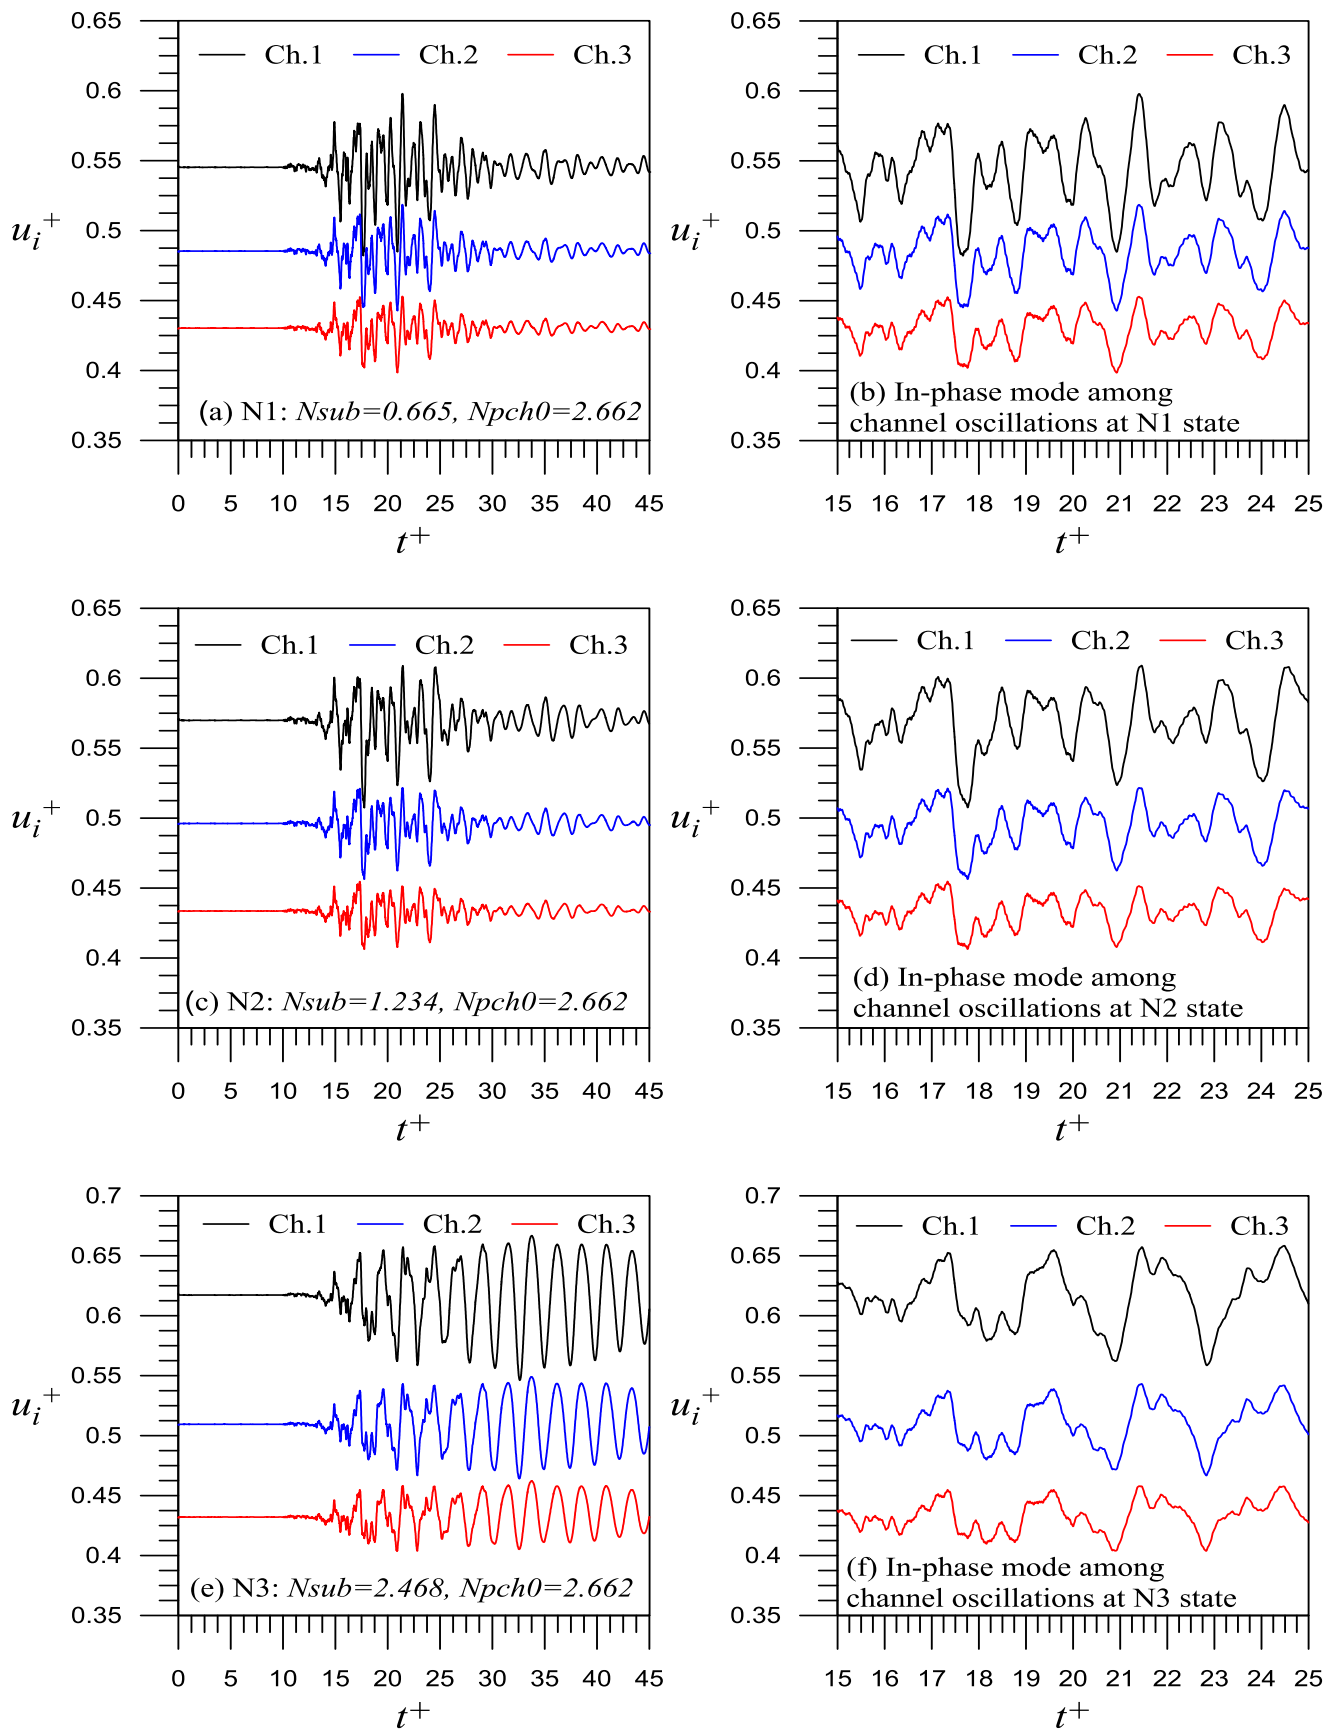 0.65
0.6
0.55
0.5
0.45
0.4
0.35
u_i^+
Ch.1 Ch.2 Ch.3
(a) N1: Nsub=0.665, Npch0=2.662
0 5 10 15 20 25 30 35 40 45
t^+
0.65
0.6
0.55
0.5
0.45
0.4
0.35
u_i^+
Ch.1 Ch.2 Ch.3
(b) In-phase mode among
channel oscillations at N1 state
15 16 17 18 19 20 21 22 23 24 25
t^+
0.65
0.6
0.55
0.5
0.45
0.4
0.35
u_i^+
Ch.1 Ch.2 Ch.3
(c) N2: Nsub=1.234, Npch0=2.662
0 5 10 15 20 25 30 35 40 45
t^+
0.65
0.6
0.55
0.5
0.45
0.4
0.35
u_i^+
Ch.1 Ch.2 Ch.3
(d) In-phase mode among
channel oscillations at N2 state
15 16 17 18 19 20 21 22 23 24 25
t^+
0.7
0.65
0.6
0.55
0.5
0.45
0.4
0.35
u_i^+
Ch.1 Ch.2 Ch.3
(e) N3: Nsub=2.468, Npch0=2.662
0 5 10 15 20 25 30 35 40 45
t^+
0.7
0.65
0.6
0.55
0.5
0.45
0.4
0.35
u_i^+
Ch.1 Ch.2 Ch.3
(f) In-phase mode among
channel oscillations at N3 state
15 16 17 18 19 20 21 22 23 24 25
t^+